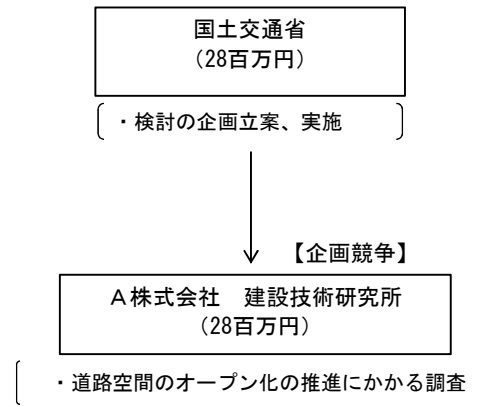 国土交通省
(28百万円)
・検討の企画立案、実施
【企画競争】
A株式会社　建設技術研究所
(28百万円)
・道路空間のオープン化の推進にかかる調査